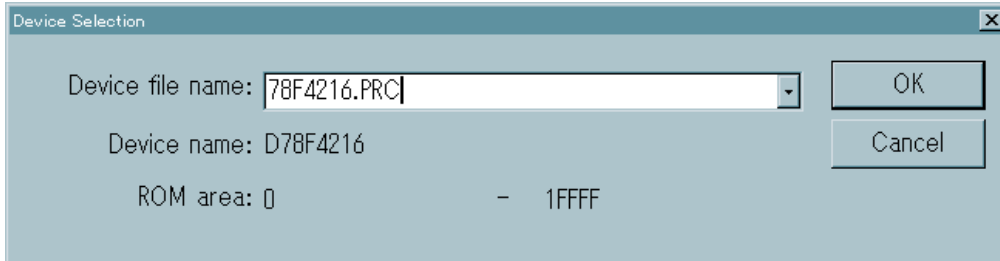 Device Selection
Device file name: 78F4216.PRC
OK
Device name: D78F4216
Cancel
ROM area: 0 - 1FFFF